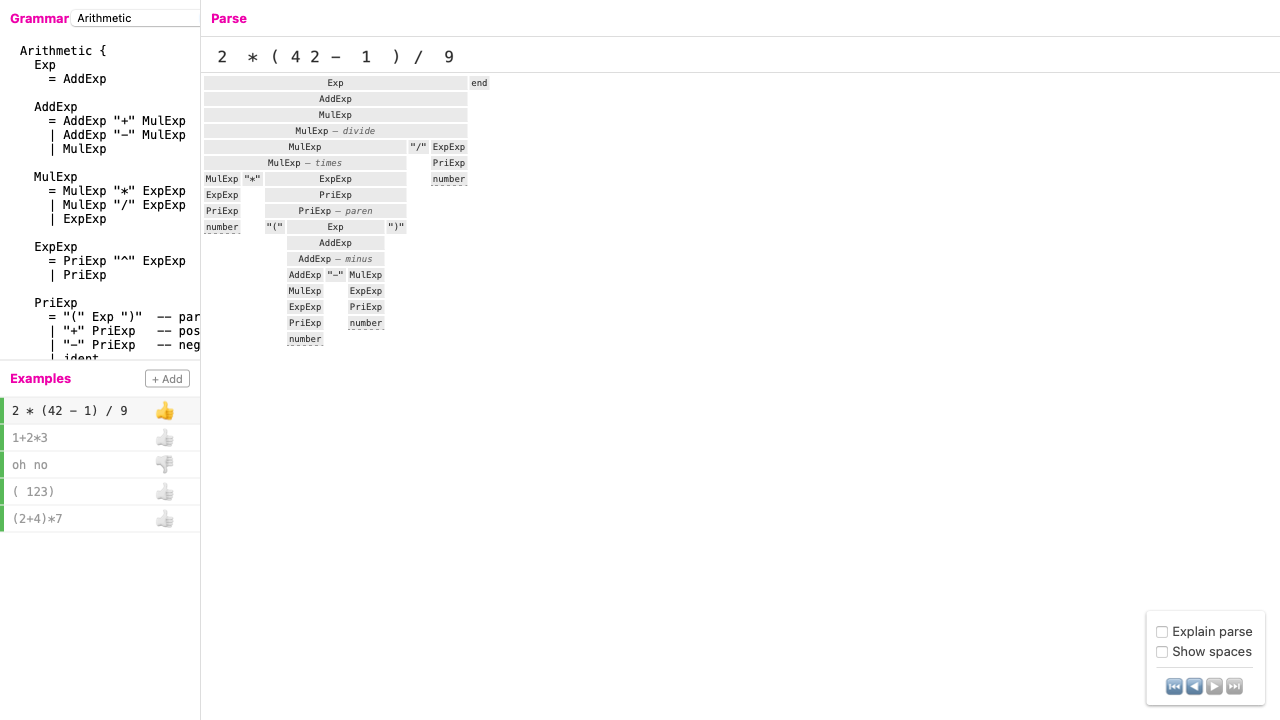 Grammar Arithmetic
Arithmetic {
Exp
= AddExp
AddExp
= AddExp "+" MulExp
| AddExp "-" MulExp
| MulExp
MulExp
= MulExp "*" ExpExp
| MulExp "/" ExpExp
| ExpExp
ExpExp
= PriExp "^" ExpExp
| PriExp
PriExp
= "(" Exp ")" -- par
| "+" PriExp -- pos
| "-" PriExp -- neg
| ident
Examples + Add
2 * (42 - 1) / 9
1+2*3
oh no
( 123)
(2+4)*7
Parse
2 * ( 4 2 - 1 ) / 9
Exp end
AddExp
MulExp
MulExp – divide
MulExp "/" ExpExp
MulExp – times PriExp
MulExp "*" ExpExp number
ExpExp PriExp
PriExp PriExp – paren
number "(" Exp ")"
AddExp
AddExp – minus
AddExp "-" MulExp
MulExp ExpExp
ExpExp PriExp
PriExp number
number
Explain parse
Show spaces